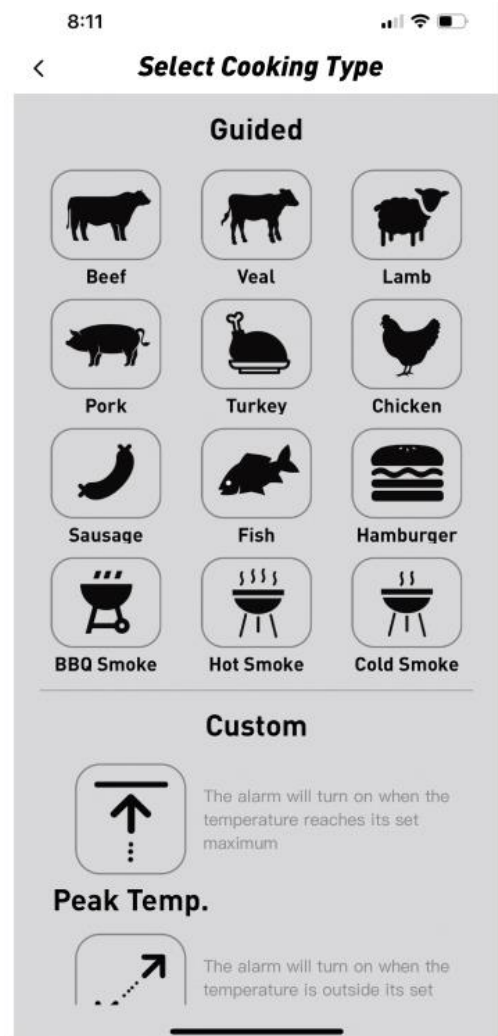 8:11
Select Cooking Type
Guided
Beef Veal Lamb
Pork Turkey Chicken
Sausage Fish Hamburger
BBQ Smoke Hot Smoke Cold Smoke
Custom
The alarm will turn on when the
temperature reaches its set
maximum
Peak Temp.
The alarm will turn on when the
temperature is outside its set